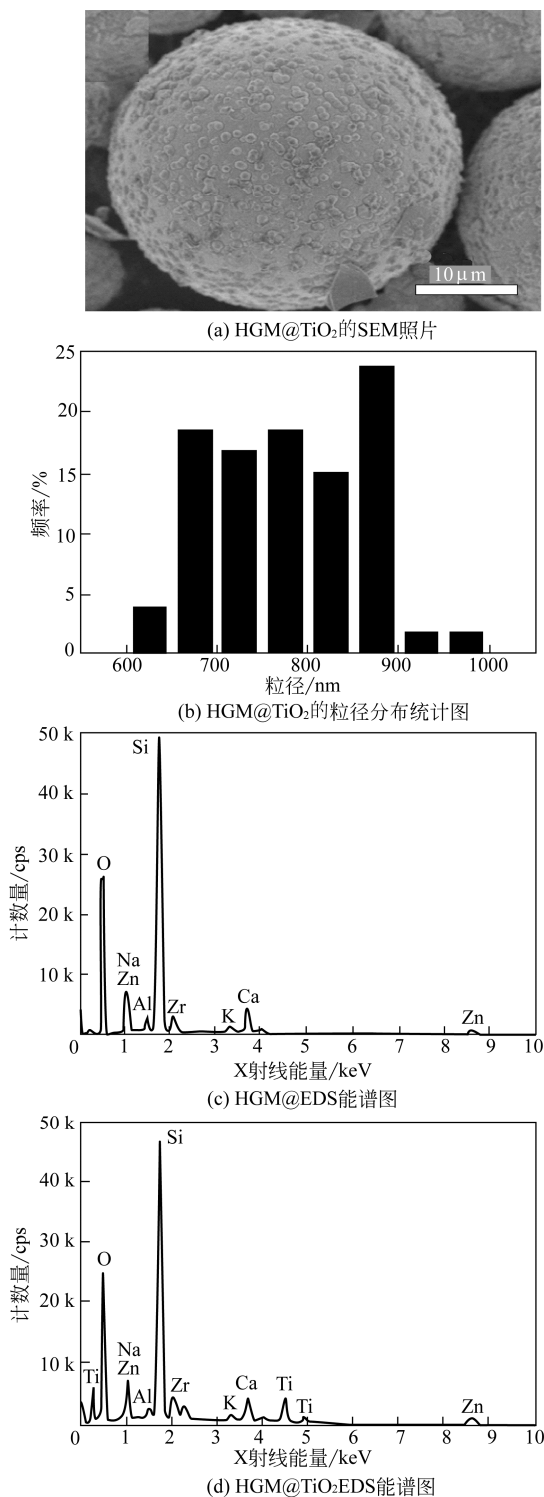 10μm
(a) HGM@TiO₂的SEM照片
25
20
15
10
5
0
频率/%
600 700 800 900 1000
粒径/nm
(b) HGM@TiO₂的粒径分布统计图
50 k
40 k
30 k
20 k
10 k
计数量/cps
Si
O
Na
Zn
Al
Zr
K
Ca
Zn
0 1 2 3 4 5 6 7 8 9 10
X射线能量/keV
(c) HGM@EDS能谱图
50 k
40 k
30 k
20 k
10 k
计数量/cps
Si
O
Ti
Na
Zn
Al
Zr
K
Ca
Ti
Ti
Zn
0 1 2 3 4 5 6 7 8 9 10
X射线能量/keV
(d) HGM@TiO₂EDS能谱图